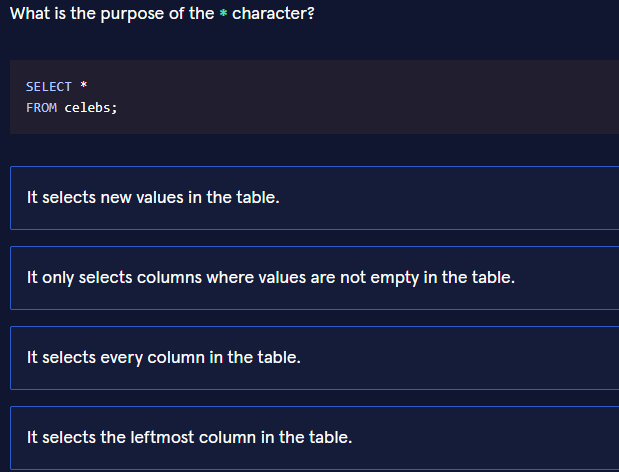 What is the purpose of the * character?
SELECT *
FROM celebs;
It selects new values in the table.
It only selects columns where values are not empty in the table.
It selects every column in the table.
It selects the leftmost column in the table.